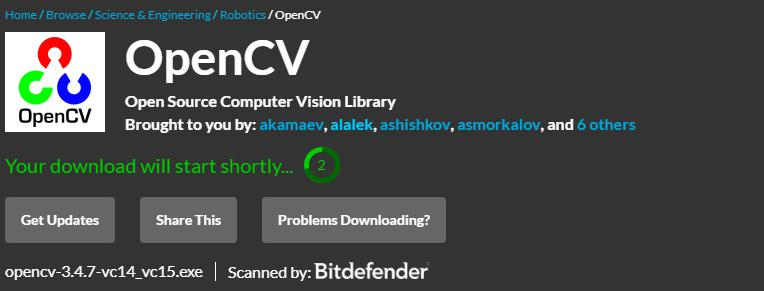 Home / Browse / Science & Engineering / Robotics / OpenCV
OpenCV
OpenCV
Open Source Computer Vision Library
Brought to you by: akamaev, alalek, ashishkov, asmorkalov, and 6 others
Your download will start shortly... 2
Get Updates
Share This
Problems Downloading?
opencv-3.4.7-vc14_vc15.exe | Scanned by: Bitdefender